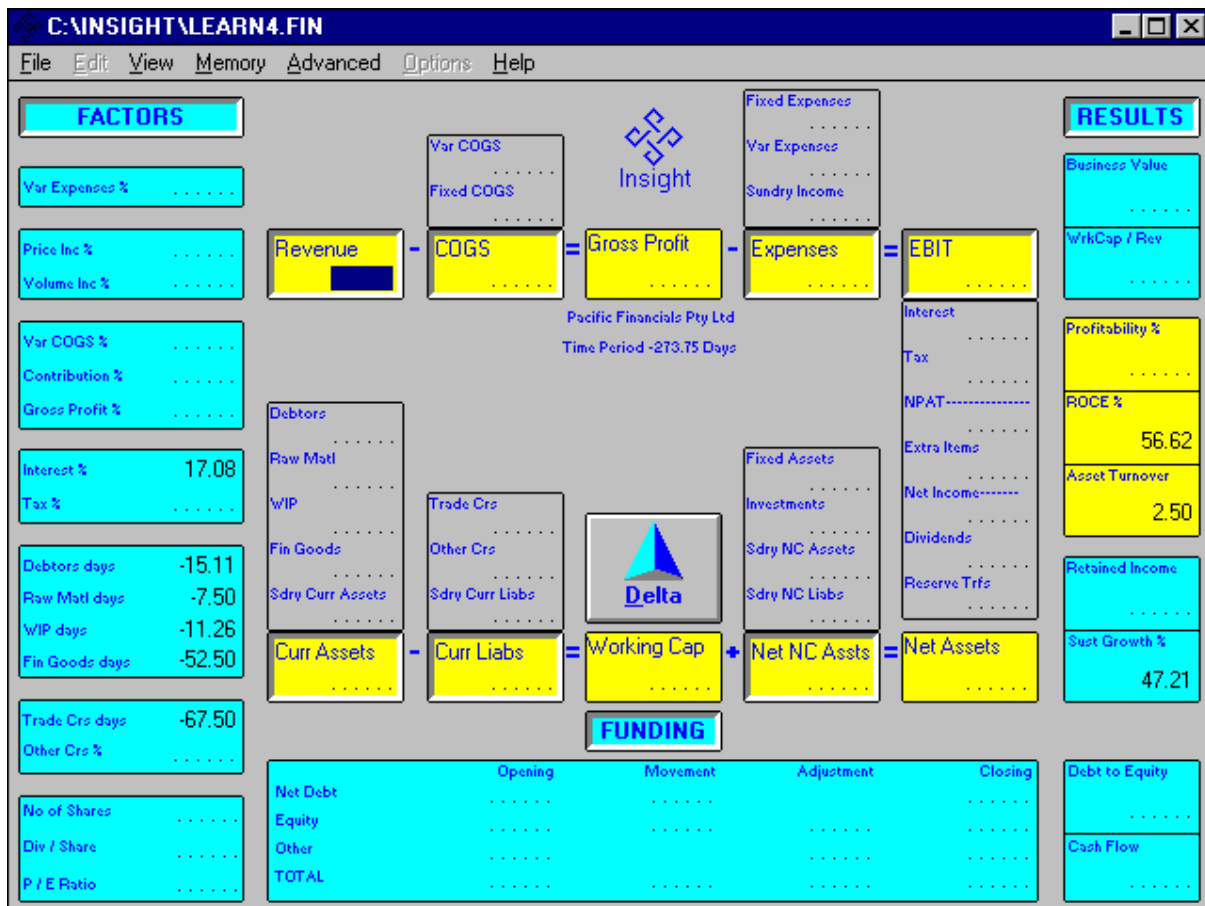 C:\INSIGHT\LEARN4.FIN
File Edit View Memory Advanced Options Help
FACTORS
Var Expenses % . . . . . .
Price Inc % . . . . . .
Volume Inc % . . . . . .
Var COGS % . . . . . .
Contribution % . . . . . .
Gross Profit % . . . . . .
Interest % 17.08
Tax % . . . . . .
Debtors days -15.11
Raw Matl days -7.50
WIP days -11.26
Fin Goods days -52.50
Trade Crs days -67.50
Other Crs % . . . . . .
No of Shares . . . . . .
Div / Share . . . . . .
P / E Ratio . . . . . .
Var COGS
. . . . . .
Fixed COGS
. . . . . .
Insight
Fixed Expenses
. . . . . .
Var Expenses
. . . . . .
Sundry Income
. . . . . .
Revenue - COGS = Gross Profit - Expenses = EBIT
. . . . . . . . . . . . . . . . . . . . . . . .
Pacific Financials Pty Ltd
Time Period -273.75 Days
Interest
. . . . . .
Tax
. . . . . .
NPAT---------------
. . . . . .
Extra Items
. . . . . .
Net Income-------
. . . . . .
Dividends
. . . . . .
Reserve Trfs
. . . . . .
Debtors
. . . . . .
Raw Matl
. . . . . .
WIP
. . . . . .
Fin Goods
. . . . . .
Sdry Curr Assets
. . . . . .
Trade Crs
. . . . . .
Other Crs
. . . . . .
Sdry Curr Liabs
. . . . . .
Delta
Fixed Assets
. . . . . .
Investments
. . . . . .
Sdry NC Assets
. . . . . .
Sdry NC Liabs
. . . . . .
Curr Assets - Curr Liabs = Working Cap + Net NC Assts = Net Assets
. . . . . . . . . . . . . . . . . . . . . . . . . . . . . .
FUNDING
Opening Movement Adjustment Closing
Net Debt . . . . . . . . . . . . . . . . . .
Equity . . . . . . . . . . . . . . . . . . . . . . . .
Other . . . . . . . . . . . . . . . . . .
TOTAL . . . . . . . . . . . . . . . . . . . . . . . .
RESULTS
Business Value
. . . . . .
WrkCap / Rev
. . . . . .
Profitability %
. . . . . .
ROCE %
56.62
Asset Turnover
2.50
Retained Income
. . . . . .
Sust Growth %
47.21
Debt to Equity
. . . . . .
Cash Flow
. . . . . .